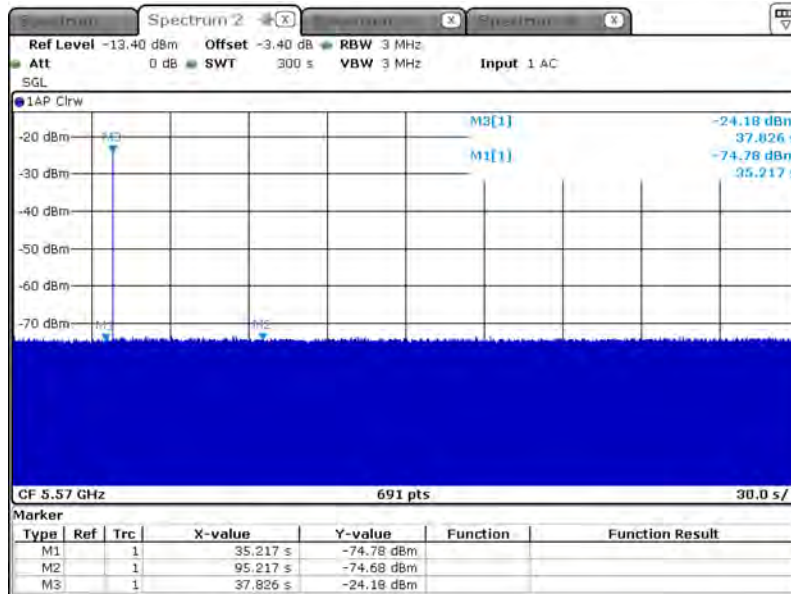 Spectrum 2 X X X
Ref Level -13.40 dBm Offset -3.40 dB RBW 3 MHz
Att 0 dB SWT 300 s VBW 3 MHz Input 1 AC
SGL
1AP Clrw
M3[1] -24.18 dBm
37.826 s
M1[1] -74.78 dBm
35.217 s
-20 dBm
M3
-30 dBm
-40 dBm
-50 dBm
-60 dBm
-70 dBm
M1 M2
CF 5.57 GHz 691 pts 30.0 s/
Marker
Type Ref Trc X-value Y-value Function Function Result
M1 1 35.217 s -74.78 dBm
M2 1 95.217 s -74.68 dBm
M3 1 37.826 s -24.18 dBm